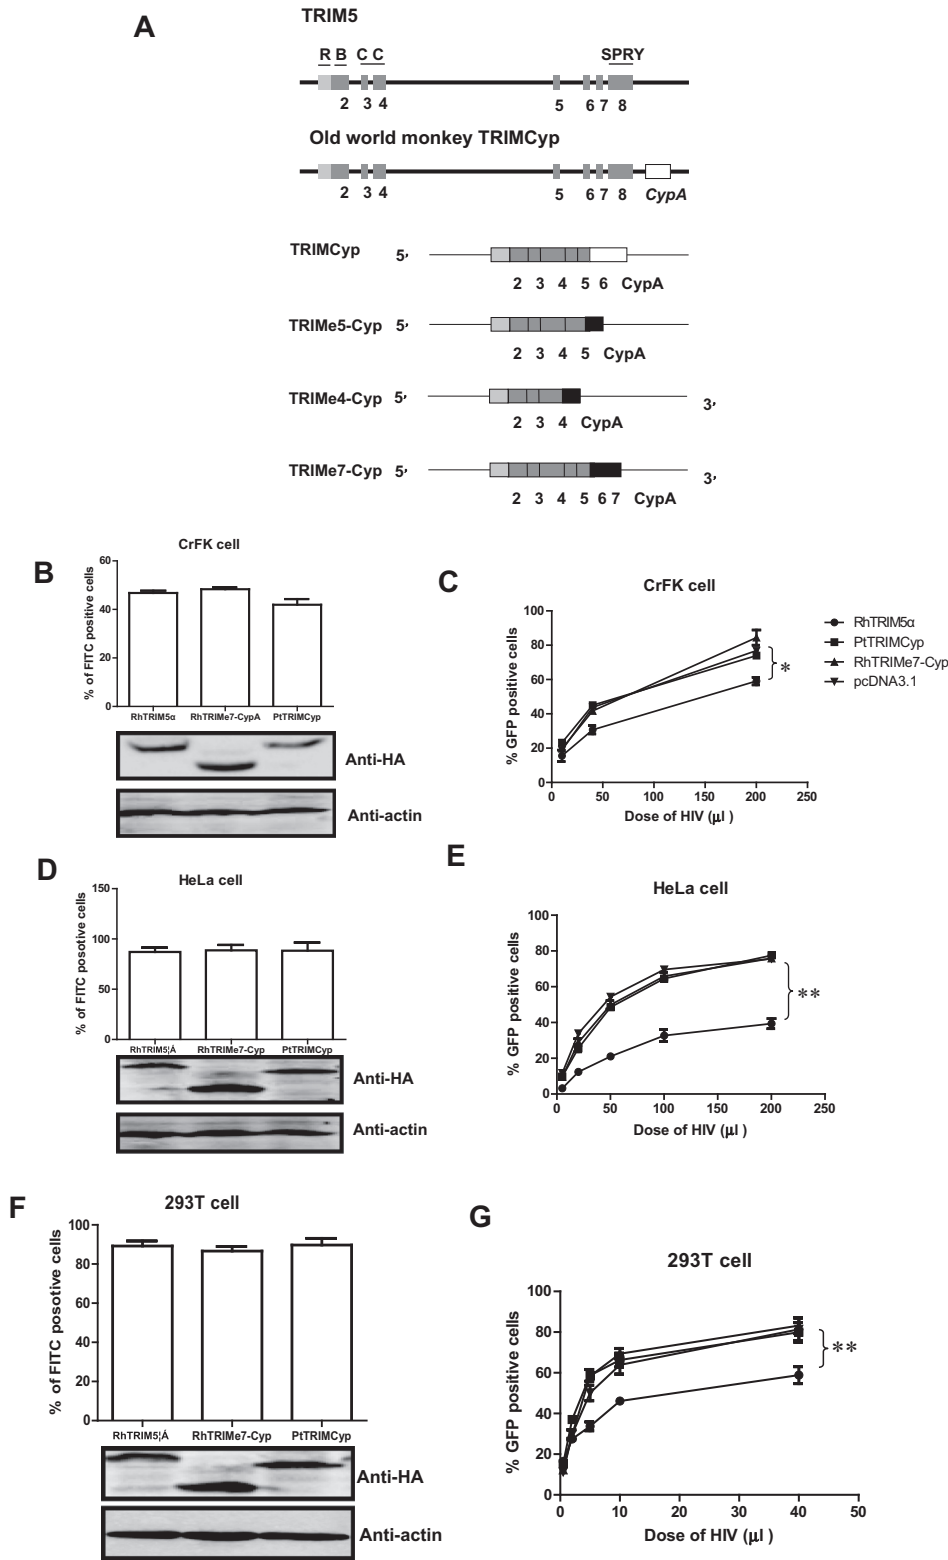 A
TRIM5
R B C C SPRY
2 3 4 5 6 7 8
Old world monkey TRIMCyp
2 3 4 5 6 7 8 CypA
TRIMCyp 5,
2 3 4 5 6 CypA
TRIMe5-Cyp 5,
2 3 4 5 CypA
TRIMe4-Cyp 5, 3,
2 3 4 CypA
TRIMe7-Cyp 5, 3,
2 3 4 5 6 7 CypA
B
CrFK cell
% of FITC positive cells
60
40
20
0
RhTRIM5α RhTRIMe7-CypA PtTRIMCyp
Anti-HA
Anti-actin
C
CrFK cell
% GFP positive cells
100
80
60
40
20
0
0 50 100 150 200 250
Dose of HIV (µl )
*
RhTRIM5α
PtTRIMCyp
RhTRIMe7-Cyp
pcDNA3.1
D
HeLa cell
% of FITC posotive cells
150
100
50
0
RhTRIM5¦Á RhTRIMe7-Cyp PtTRIMCyp
Anti-HA
Anti-actin
E
HeLa cell
% GFP positive cells
100
80
60
40
20
0
0 50 100 150 200 250
Dose of HIV (µl )
**
F
293T cell
% of FITC posotive cells
100
80
60
40
20
0
RhTRIM5¦Á RhTRIMe7-Cyp PtTRIMCyp
Anti-HA
Anti-actin
G
293T cell
% GFP positive cells
100
80
60
40
20
0
0 10 20 30 40 50
Dose of HIV (µl )
**